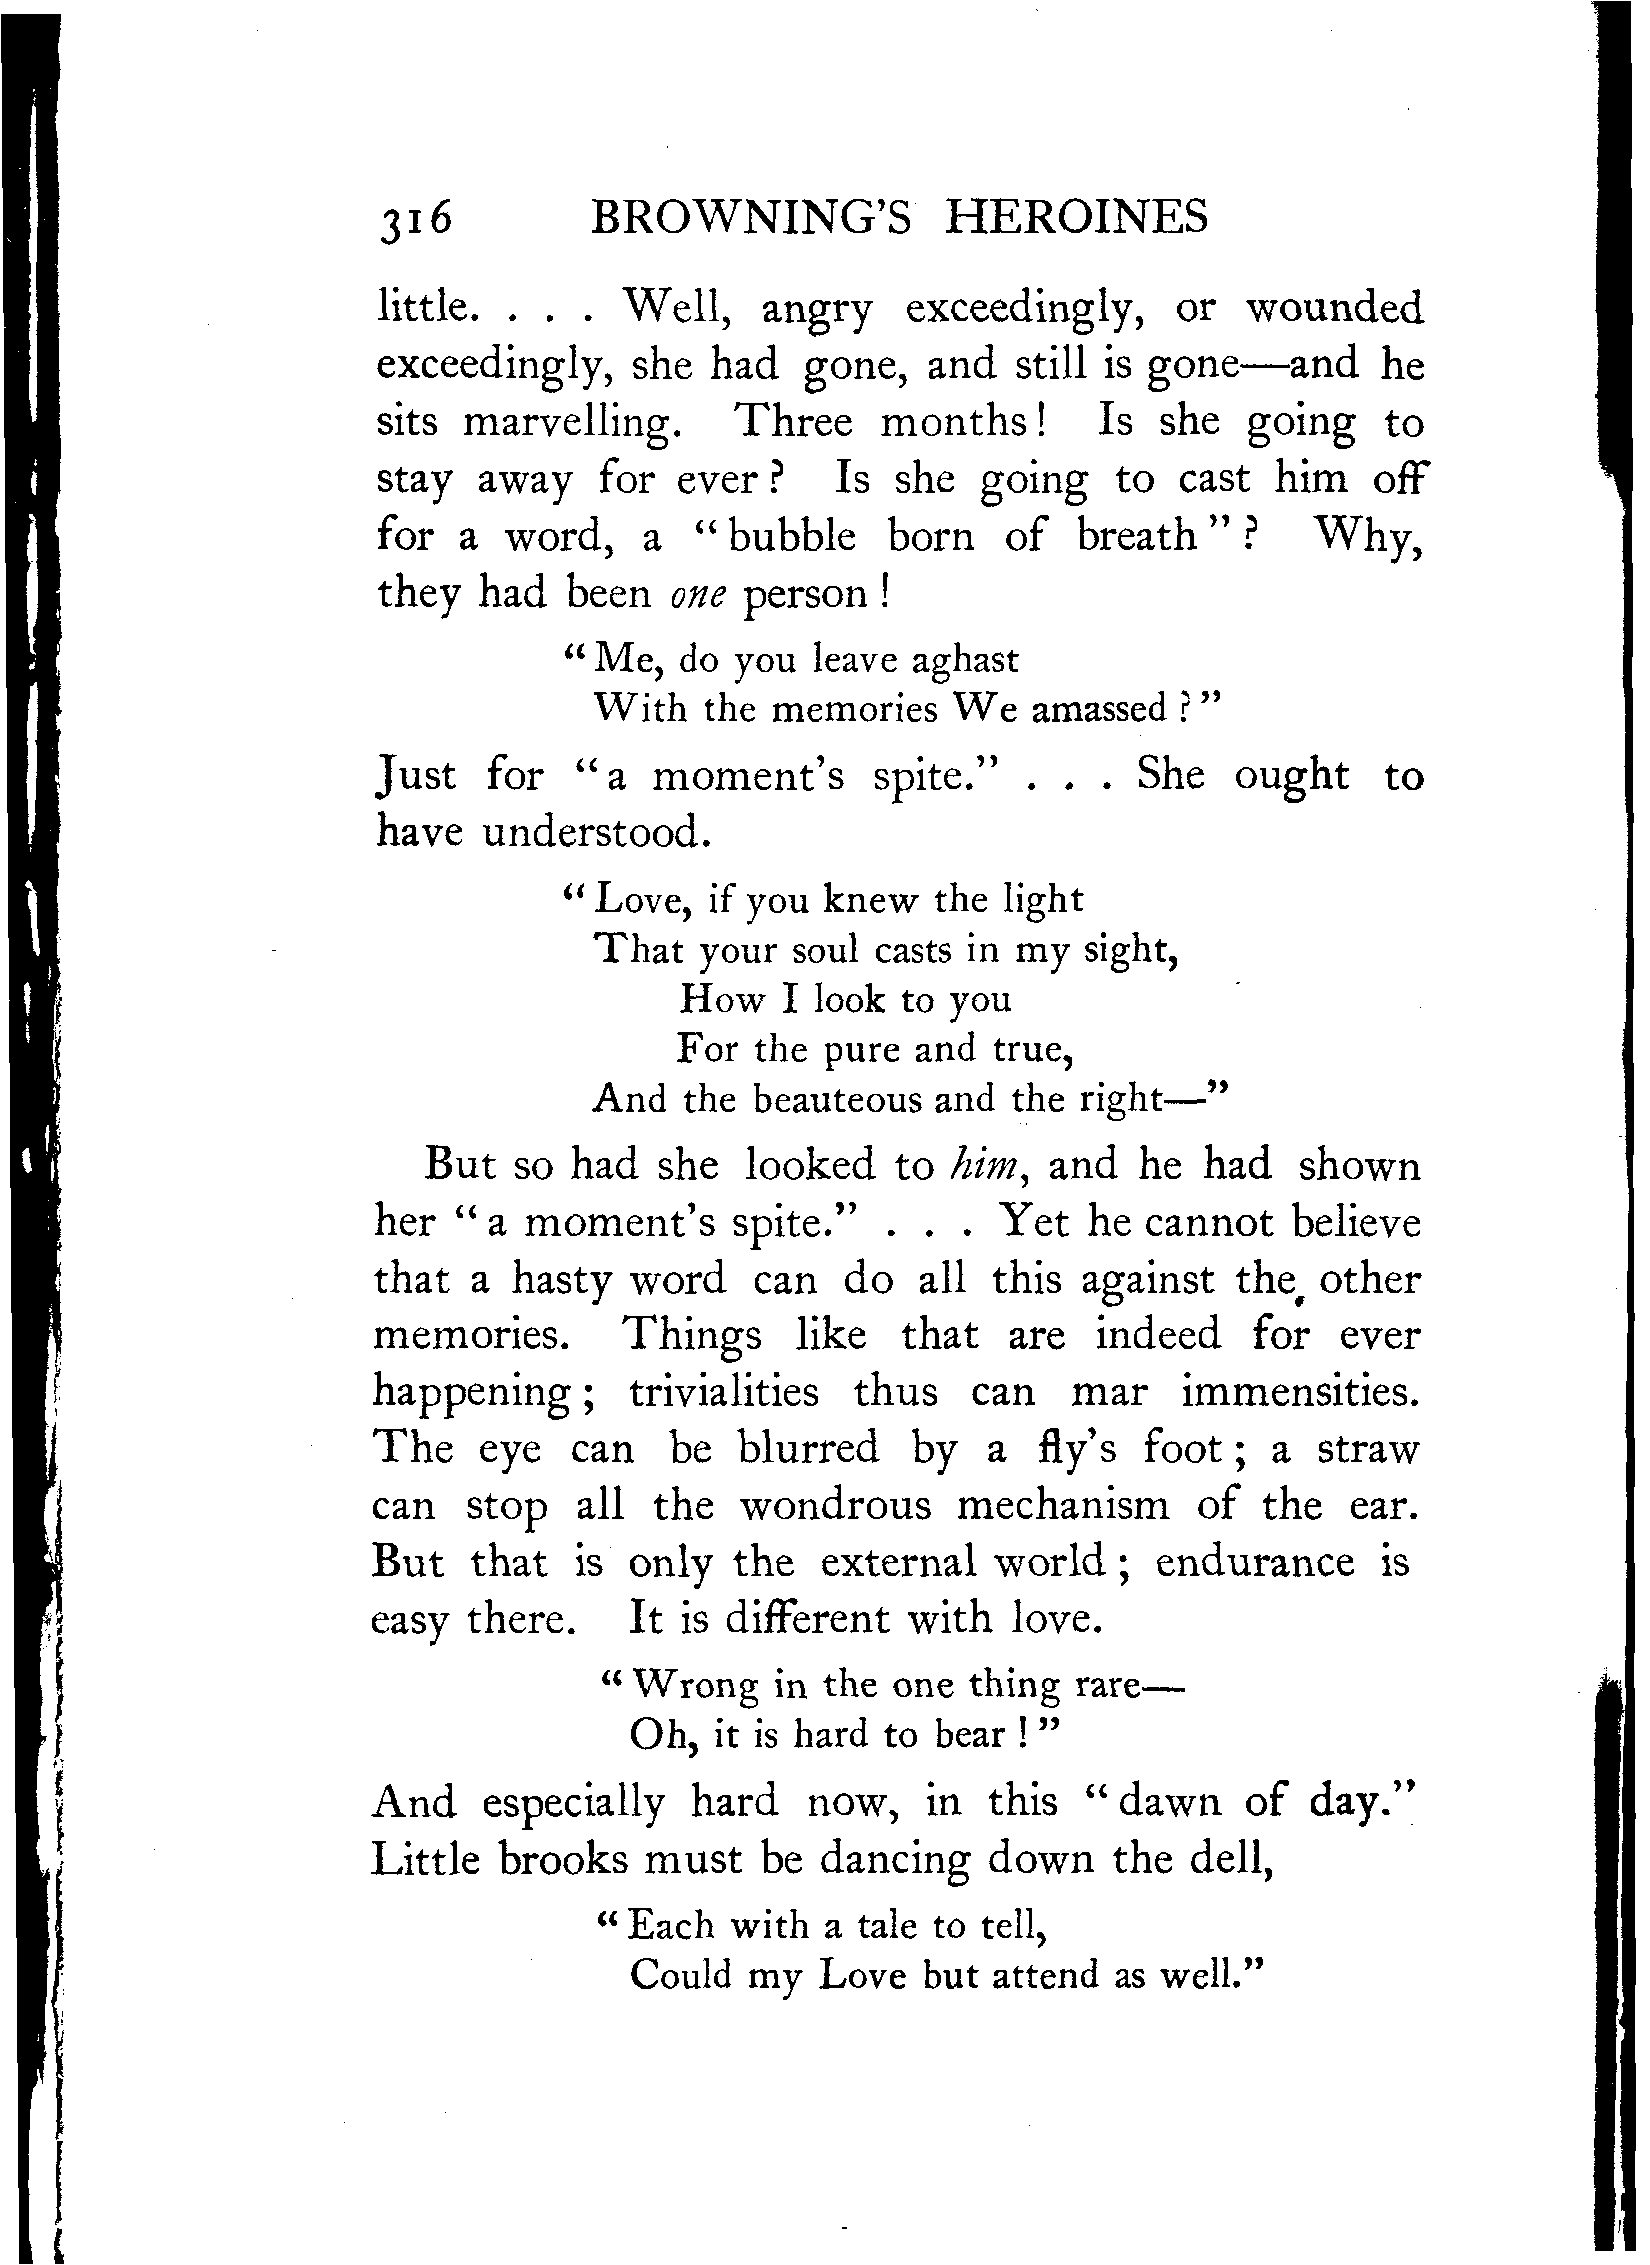 316 BROWNING'S HEROINES
little. . . . Well, angry exceedingly, or wounded
exceedingly, she had gone, and still is gone—and he
sits marvelling. Three months! Is she going to
stay away for ever? Is she going to cast him off
for a word, a "bubble born of breath"? Why,
they had been one person!
"Me, do you leave aghast
With the memories We amassed?"
Just for "a moment's spite." . . . She ought to
have understood.
"Love, if you knew the light
That your soul casts in my sight,
How I look to you
For the pure and true,
And the beauteous and the right—"
But so had she looked to him, and he had shown
her "a moment's spite." . . . Yet he cannot believe
that a hasty word can do all this against the other
memories. Things like that are indeed for ever
happening; trivialities thus can mar immensities.
The eye can be blurred by a fly's foot; a straw
can stop all the wondrous mechanism of the ear.
But that is only the external world; endurance is
easy there. It is different with love.
"Wrong in the one thing rare—
Oh, it is hard to bear!"
And especially hard now, in this "dawn of day."
Little brooks must be dancing down the dell,
"Each with a tale to tell,
Could my Love but attend as well."